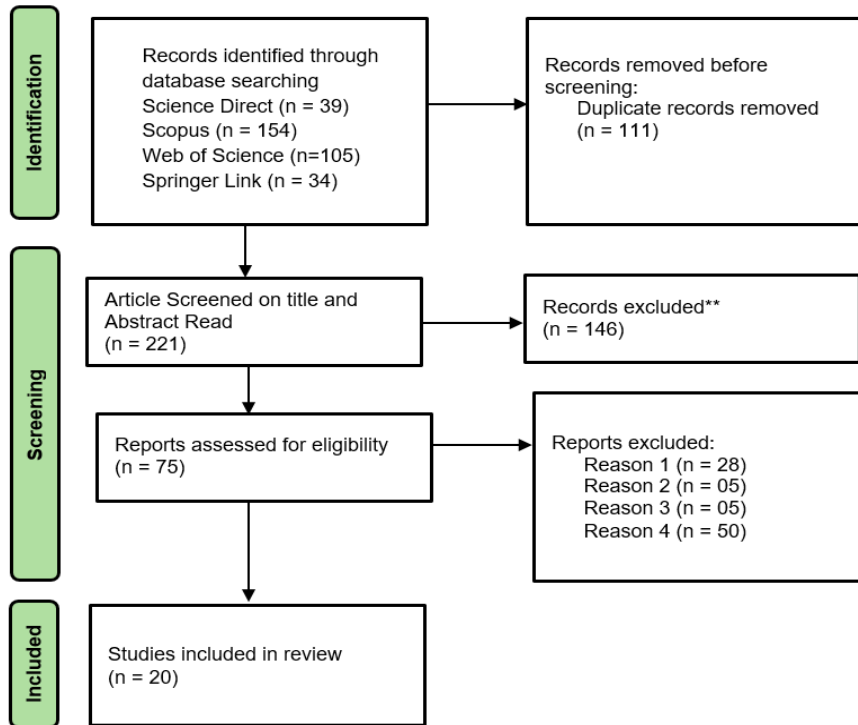 Identification
Records identified through
database searching
Science Direct (n = 39)
Scopus (n = 154)
Web of Science (n=105)
Springer Link (n = 34)
Records removed before
screening:
Duplicate records removed
(n = 111)
Screening
Article Screened on title and
Abstract Read
(n = 221)
Records excluded**
(n = 146)
Reports assessed for eligibility
(n = 75)
Reports excluded:
Reason 1 (n = 28)
Reason 2 (n = 05)
Reason 3 (n = 05)
Reason 4 (n = 50)
Included
Studies included in review
(n = 20)